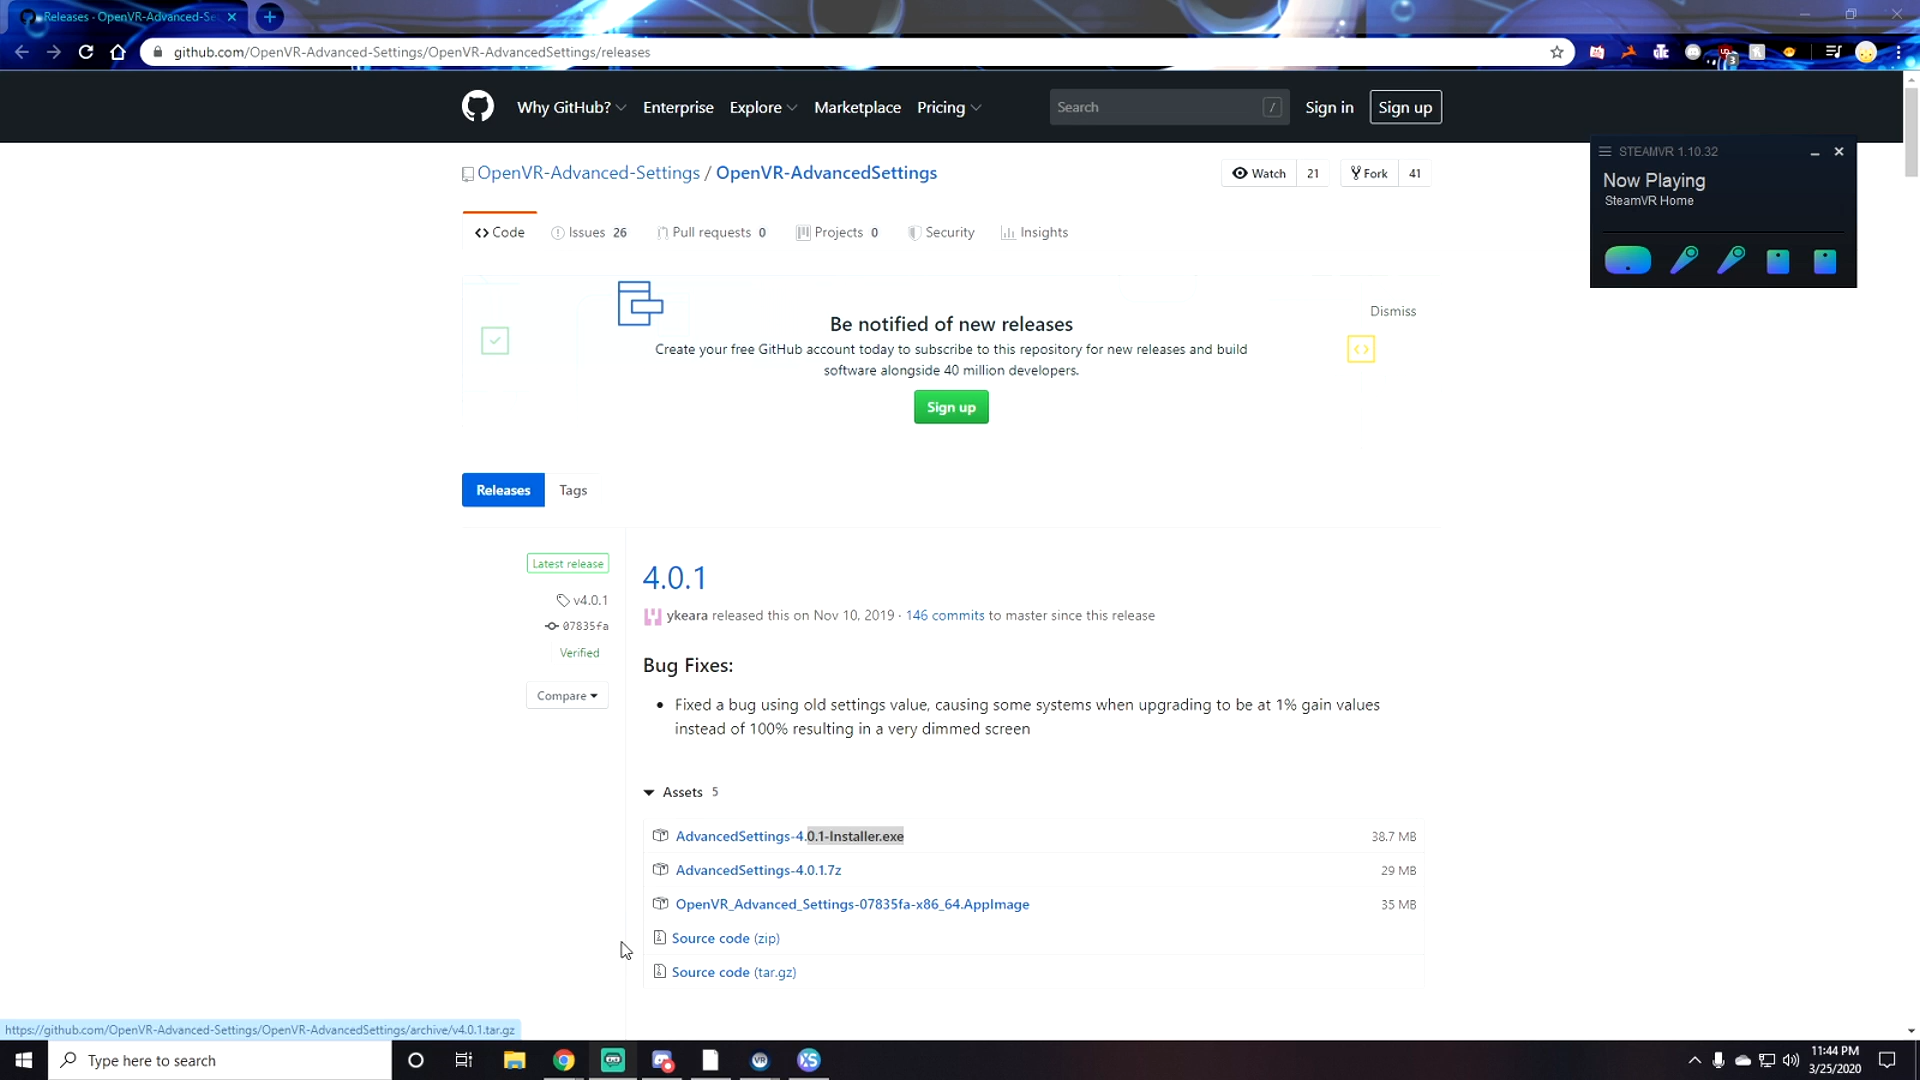 Releases · OpenVR-Advanced-Se
github.com/OpenVR-Advanced-Settings/OpenVR-AdvancedSettings/releases
3
Why GitHub?
Enterprise
Explore
Marketplace
Pricing
Search
/
Sign in
Sign up
STEAMVR 1.10.32
Now Playing
SteamVR Home
OpenVR-Advanced-Settings / OpenVR-AdvancedSettings
Watch 21
Fork 41
Code
Issues 26
Pull requests 0
Projects 0
Security
Insights
Dismiss
Be notified of new releases
Create your free GitHub account today to subscribe to this repository for new releases and build
software alongside 40 million developers.
Sign up
Releases
Tags
Latest release
v4.0.1
07835fa
Verified
Compare
4.0.1
ykeara released this on Nov 10, 2019 · 146 commits to master since this release
Bug Fixes:
• Fixed a bug using old settings value, causing some systems when upgrading to be at 1% gain values
instead of 100% resulting in a very dimmed screen
Assets 5
AdvancedSettings-4.0.1-Installer.exe 38.7 MB
AdvancedSettings-4.0.1.7z 29 MB
OpenVR_Advanced_Settings-07835fa-x86_64.AppImage 35 MB
Source code (zip)
Source code (tar.gz)
https://github.com/OpenVR-Advanced-Settings/OpenVR-AdvancedSettings/archive/v4.0.1.tar.gz
Type here to search
VR
XS
11:44 PM
3/25/2020